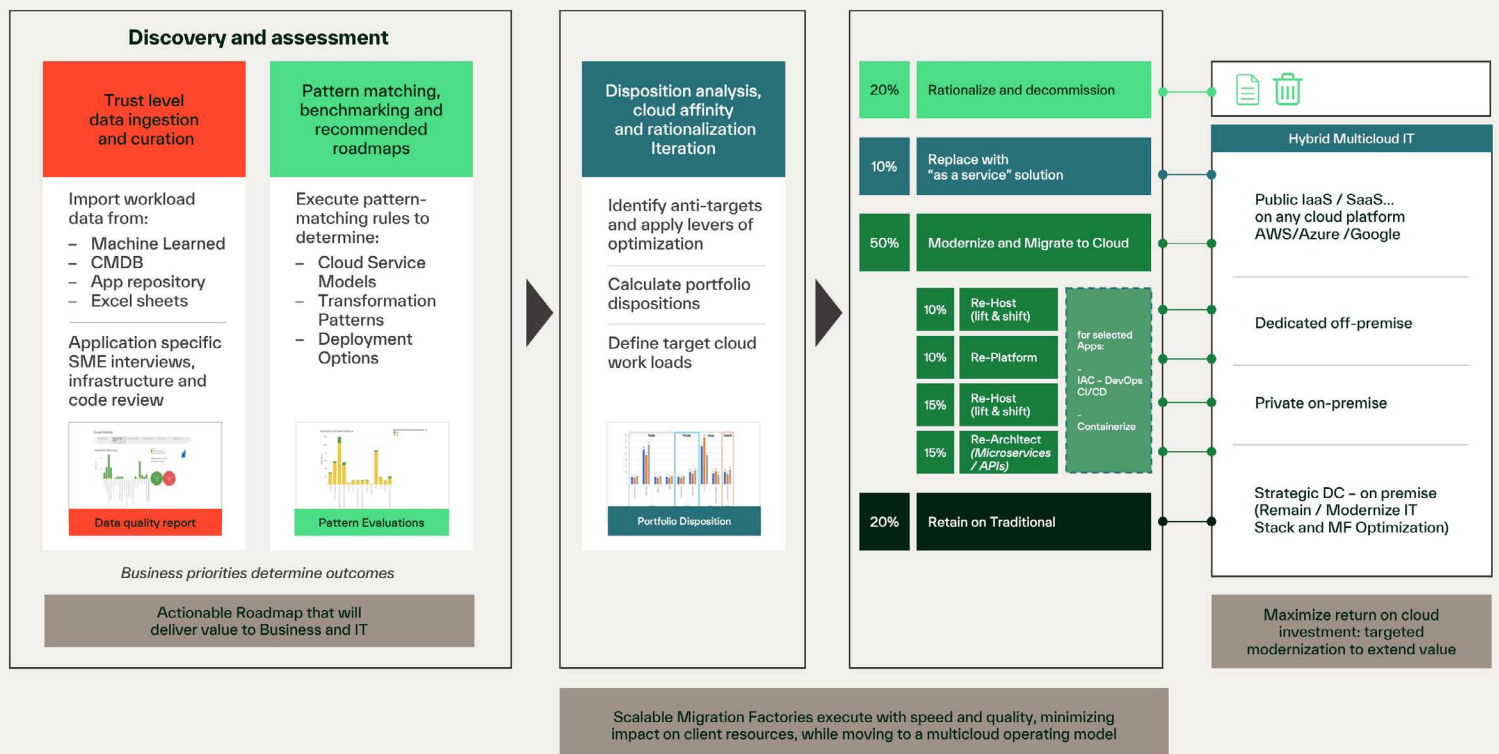 Discovery and assessment
Trust level
data ingestion
and curation
Import workload
data from:
– Machine Learned
– CMDB
– App repository
– Excel sheets
Application specific
SME interviews,
infrastructure and
code review
Data quality report
Pattern matching,
benchmarking and
recommended
roadmaps
Execute pattern-
matching rules to
determine:
– Cloud Service
Models
– Transformation
Patterns
– Deployment
Options
Pattern Evaluations
Business priorities determine outcomes
Actionable Roadmap that will
deliver value to Business and IT
Disposition analysis,
cloud affinity
and rationalization
Iteration
Identify anti-targets
and apply levers of
optimization
Calculate portfolio
dispositions
Define target cloud
work loads
Portfolio Disposition
20% Rationalize and decommission
10% Replace with
"as a service" solution
50% Modernize and Migrate to Cloud
10% Re-Host
(lift & shift)
10% Re-Platform
15% Re-Host
(lift & shift)
15% Re-Architect
(Microservices
/ APIs)
for selected
Apps:
-
IAC – DevOps
CI/CD
-
Containerize
20% Retain on Traditional
Hybrid Multicloud IT
Public IaaS / SaaS...
on any cloud platform
AWS/Azure /Google
Dedicated off-premise
Private on-premise
Strategic DC – on premise
(Remain / Modernize IT
Stack and MF Optimization)
Maximize return on cloud
investment: targeted
modernization to extend value
Scalable Migration Factories execute with speed and quality, minimizing
impact on client resources, while moving to a multicloud operating model